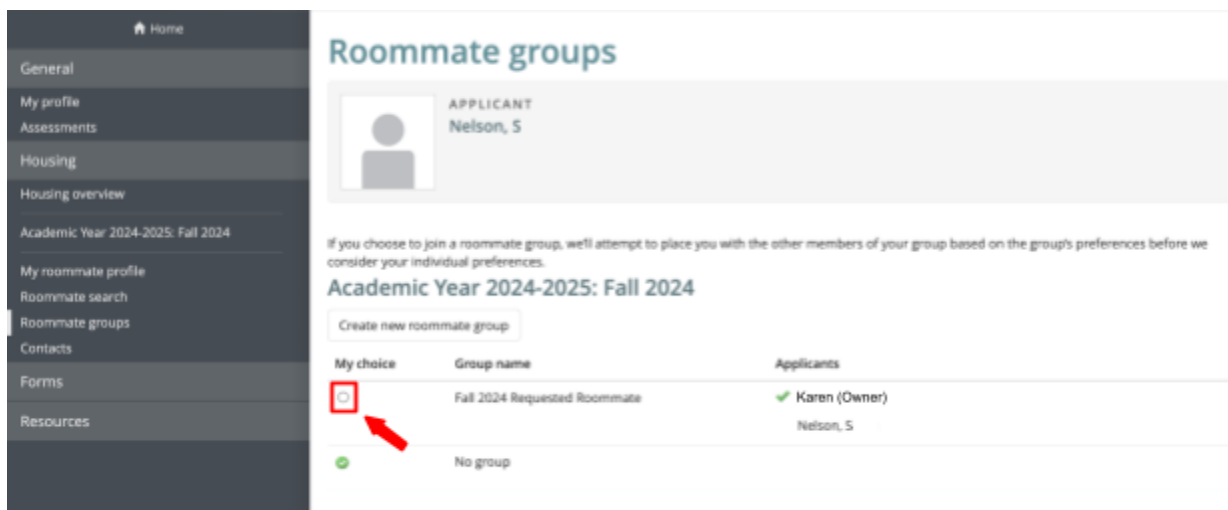 Home
General
My profile
Assessments
Housing
Housing overview
Academic Year 2024-2025: Fall 2024
My roommate profile
Roommate search
Roommate groups
Contacts
Forms
Resources
Roommate groups
APPLICANT
Nelson, S
If you choose to join a roommate group, we'll attempt to place you with the other members of your group based on the group's preferences before we
consider your individual preferences.
Academic Year 2024-2025: Fall 2024
Create new roommate group
My choice Group name Applicants
Fall 2024 Requested Roommate Karen (Owner)
Nelson, S
No group